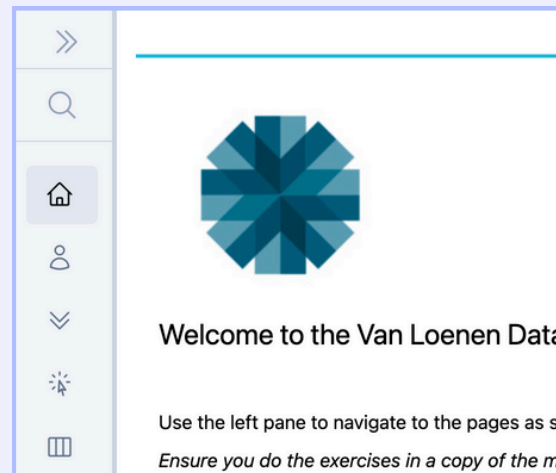 Welcome to the Van Loenen Data
Use the left pane to navigate to the pages as s
Ensure you do the exercises in a copy of the m